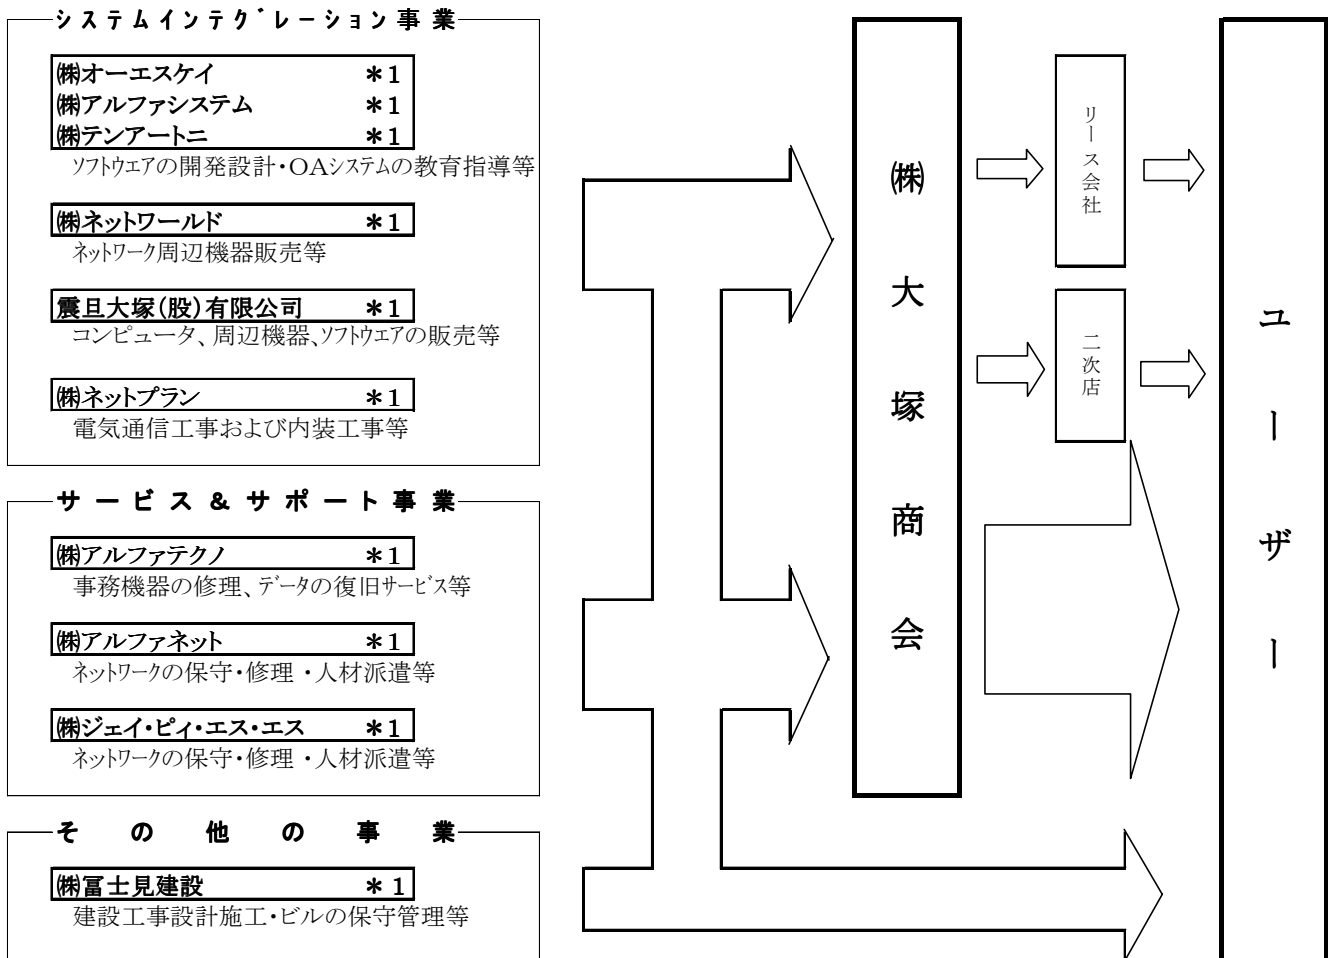 システムインテグレーション事業
㈱オーエスケイ ＊1
㈱アルファシステム ＊1
㈱テンアートニ ＊1
ソフトウエアの開発設計・OAシステムの教育指導等
㈱ネットワールド ＊1
ネットワーク周辺機器販売等
震旦大塚(股)有限公司 ＊1
コンピュータ、周辺機器、ソフトウエアの販売等
㈱ネットプラン ＊1
電気通信工事および内装工事等
サービス＆サポート事業
㈱アルファテクノ ＊1
事務機器の修理、データの復旧サービス等
㈱アルファネット ＊1
ネットワークの保守・修理・人材派遣等
㈱ジェイ・ピィ・エス・エス ＊1
ネットワークの保守・修理・人材派遣等
その他の事業
㈱冨士見建設 ＊1
建設工事設計施工・ビルの保守管理等
㈱大塚商会
リース会社
二次店
ユーザー